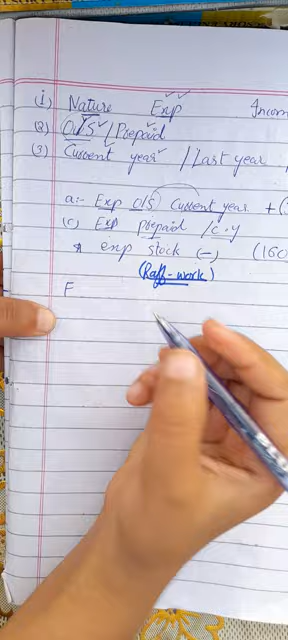 (1) Nature Exp Incom
(2) O/S / Prepaid
(3) Current year / Last year
a:- Exp O/S Current year + (
(c) Exp prepaid / c.y
* exp stock (-) (160
(Raff-work)
F